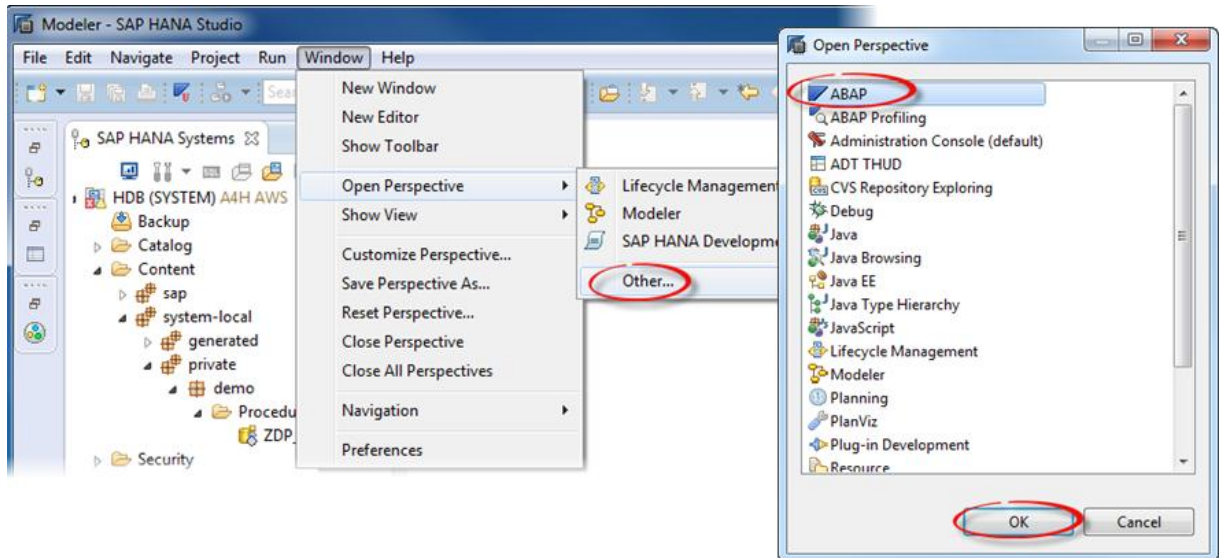 Modeler - SAP HANA Studio
File Edit Navigate Project Run Window Help
SAP HANA Systems
HDB (SYSTEM) A4H AWS
Backup
Catalog
Content
sap
system-local
generated
private
demo
Security
New Window
New Editor
Show Toolbar
Open Perspective
Show View
Customize Perspective...
Save Perspective As...
Reset Perspective...
Close Perspective
Close All Perspectives
Navigation
Preferences
Lifecycle Management
Modeler
SAP HANA Developme
Other...
Open Perspective
ABAP
ABAP Profiling
Administration Console (default)
ADT THUD
CVS Repository Exploring
Debug
Java
Java Browsing
Java EE
Java Type Hierarchy
JavaScript
Lifecycle Management
Modeler
Planning
PlanViz
Plug-in Development
Resource
OK Cancel